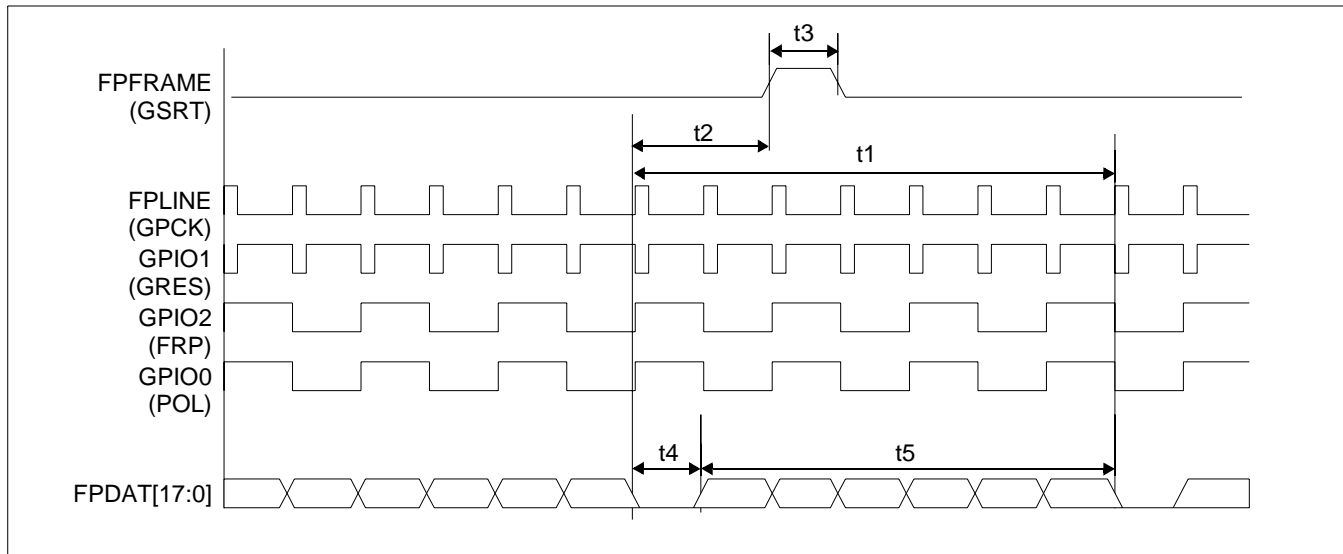 t3
FPFRAME
(GSRT)
t2
t1
FPLINE
(GPCK)
GPIO1
(GRES)
GPIO2
(FRP)
GPIO0
(POL)
t4
t5
FPDAT[17:0]